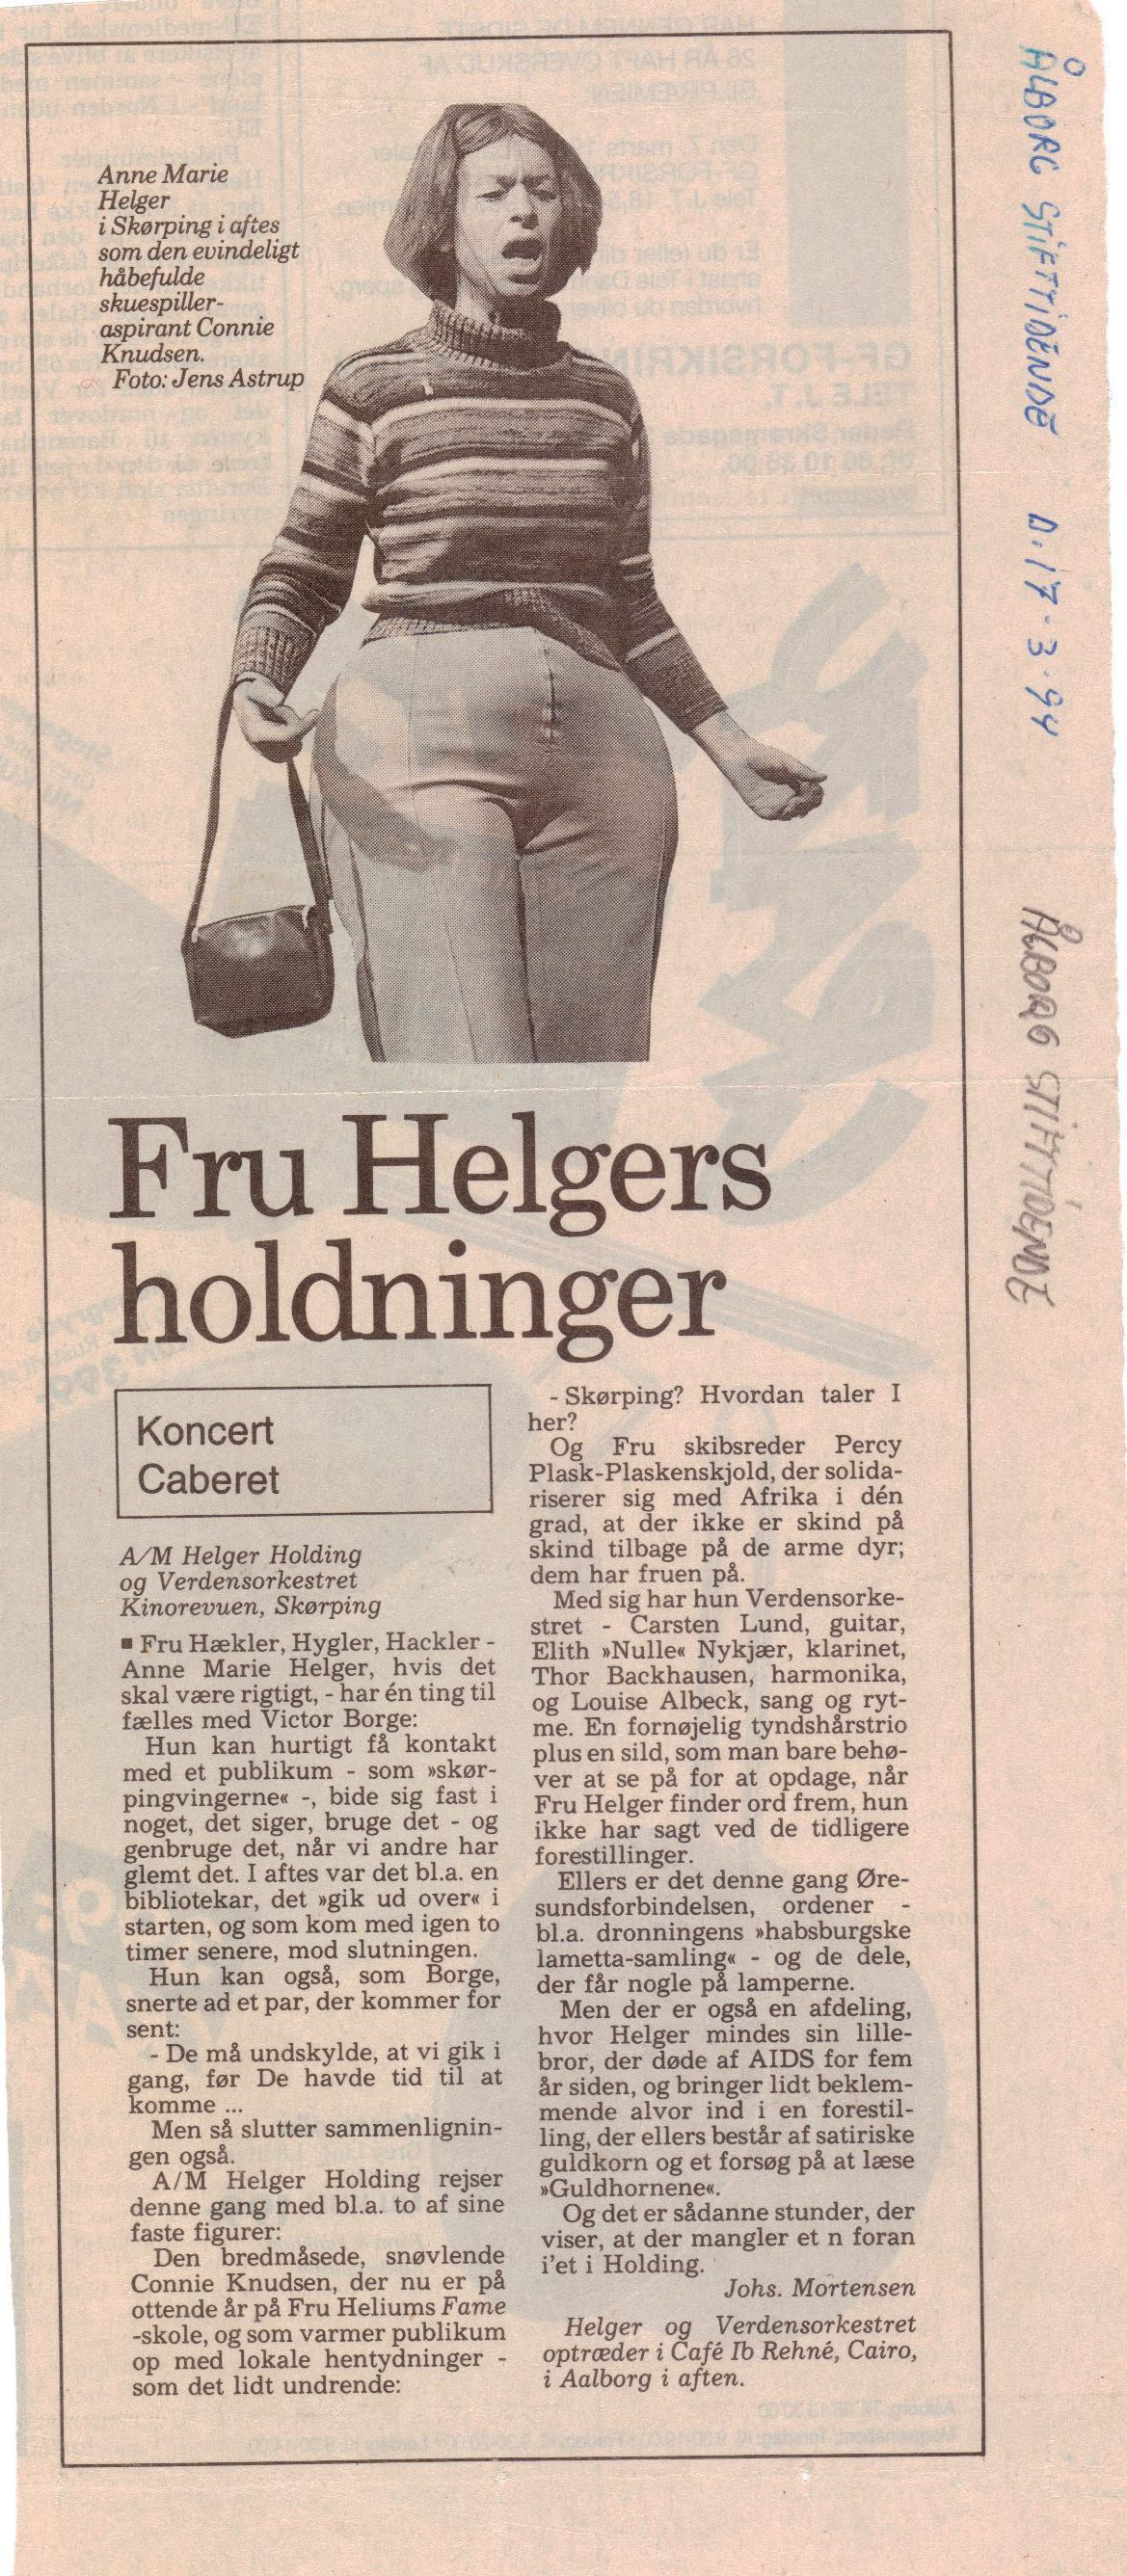 Anne Marie
Helger
i Skørping i aftes
som den evindeligt
håbefulde
skuespiller-
aspirant Connie
Knudsen.
Foto: Jens Astrup
Fru Helgers
holdninger
Koncert
Caberet
A/M Helger Holding
og Verdensorkestret
Kinorevuen, Skørping
▪ Fru Hækler, Hygler, Hackler -
Anne Marie Helger, hvis det
skal være rigtigt, - har én ting til
fælles med Victor Borge:
Hun kan hurtigt få kontakt
med et publikum - som »skør-
pingvingerne« -, bide sig fast i
noget, det siger, bruge det - og
genbruge det, når vi andre har
glemt det. I aftes var det bl.a. en
bibliotekar, det »gik ud over« i
starten, og som kom med igen to
timer senere, mod slutningen.
Hun kan også, som Borge,
snerte ad et par, der kommer for
sent:
- De må undskylde, at vi gik i
gang, før De havde tid til at
komme ...
Men så slutter sammenlignin-
gen også.
A/M Helger Holding rejser
denne gang med bl.a. to af sine
faste figurer:
Den bredmåsede, snøvlende
Connie Knudsen, der nu er på
ottende år på Fru Heliums Fame
-skole, og som varmer publikum
op med lokale hentydninger -
som det lidt undrende:
- Skørping? Hvordan taler I
her?
Og Fru skibsreder Percy
Plask-Plaskenskjold, der solida-
riserer sig med Afrika i dén
grad, at der ikke er skind på
skind tilbage på de arme dyr;
dem har fruen på.
Med sig har hun Verdensorke-
stret - Carsten Lund, guitar,
Elith »Nulle« Nykjær, klarinet,
Thor Backhausen, harmonika,
og Louise Albeck, sang og ryt-
me. En fornøjelig tyndshårstrio
plus en sild, som man bare behø-
ver at se på for at opdage, når
Fru Helger finder ord frem, hun
ikke har sagt ved de tidligere
forestillinger.
Ellers er det denne gang Øre-
sundsforbindelsen, ordener -
bl.a. dronningens »habsburgske
lametta-samling« - og de dele,
der får nogle på lamperne.
Men der er også en afdeling,
hvor Helger mindes sin lille-
bror, der døde af AIDS for fem
år siden, og bringer lidt beklem-
mende alvor ind i en forestil-
ling, der ellers består af satiriske
guldkorn og et forsøg på at læse
»Guldhornene«.
Og det er sådanne stunder, der
viser, at der mangler et n foran
i'et i Holding.
Johs. Mortensen
Helger og Verdensorkestret
optræder i Café Ib Rehné, Cairo,
i Aalborg i aften.
ÅLBORG STIFTTIDENDE D. 17-3-94
ÅLBORG STIFTTIDENDE